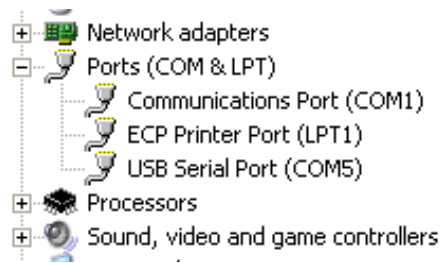 Network adapters
Ports (COM & LPT)
Communications Port (COM1)
ECP Printer Port (LPT1)
USB Serial Port (COM5)
Processors
Sound, video and game controllers